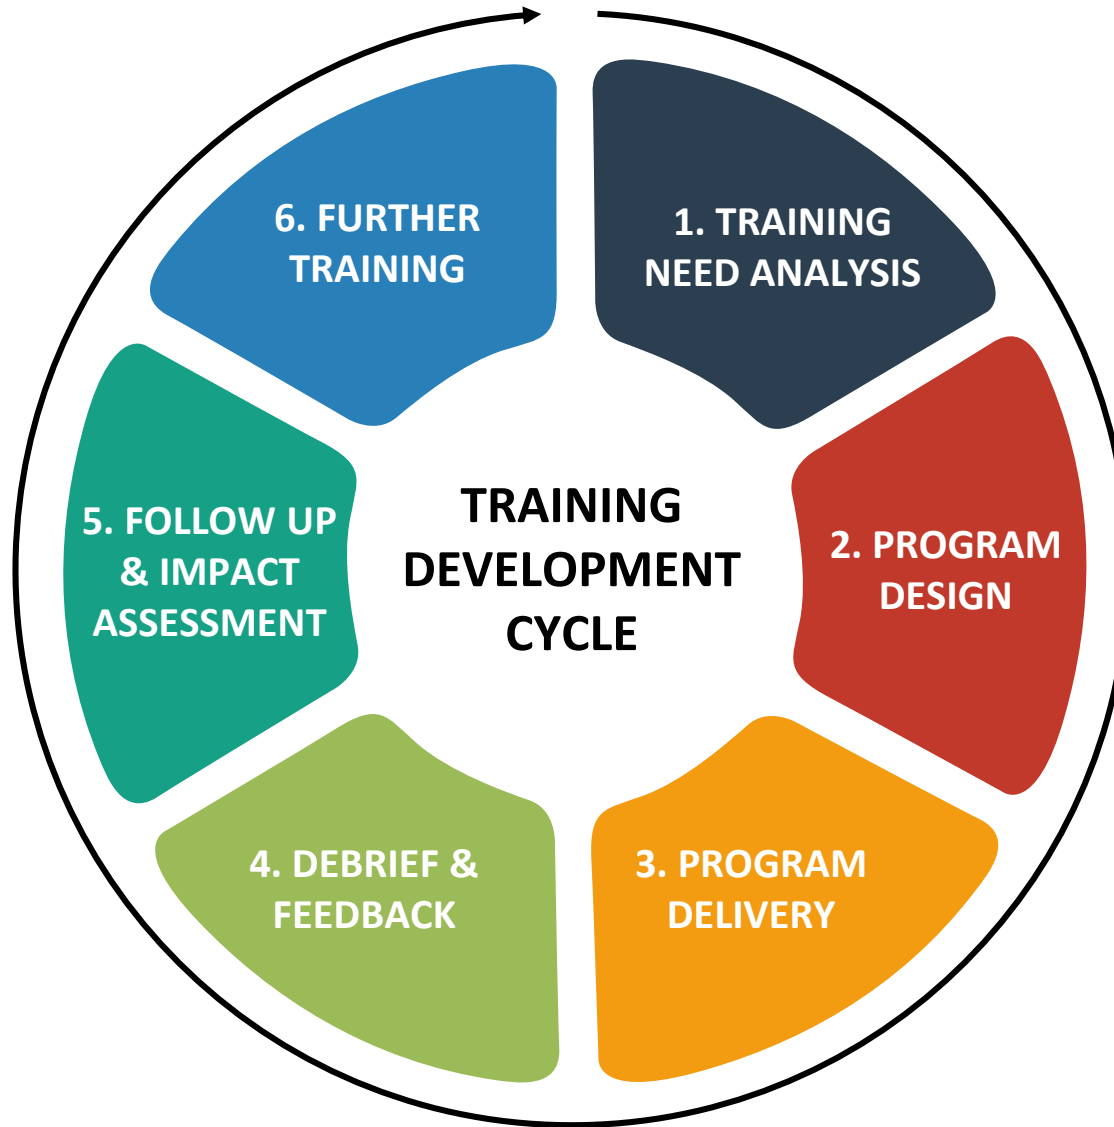 1. TRAINING
NEED ANALYSIS
2. PROGRAM
DESIGN
3. PROGRAM
DELIVERY
4. DEBRIEF &
FEEDBACK
5. FOLLOW UP
& IMPACT
ASSESSMENT
6. FURTHER
TRAINING
TRAINING
DEVELOPMENT
CYCLE